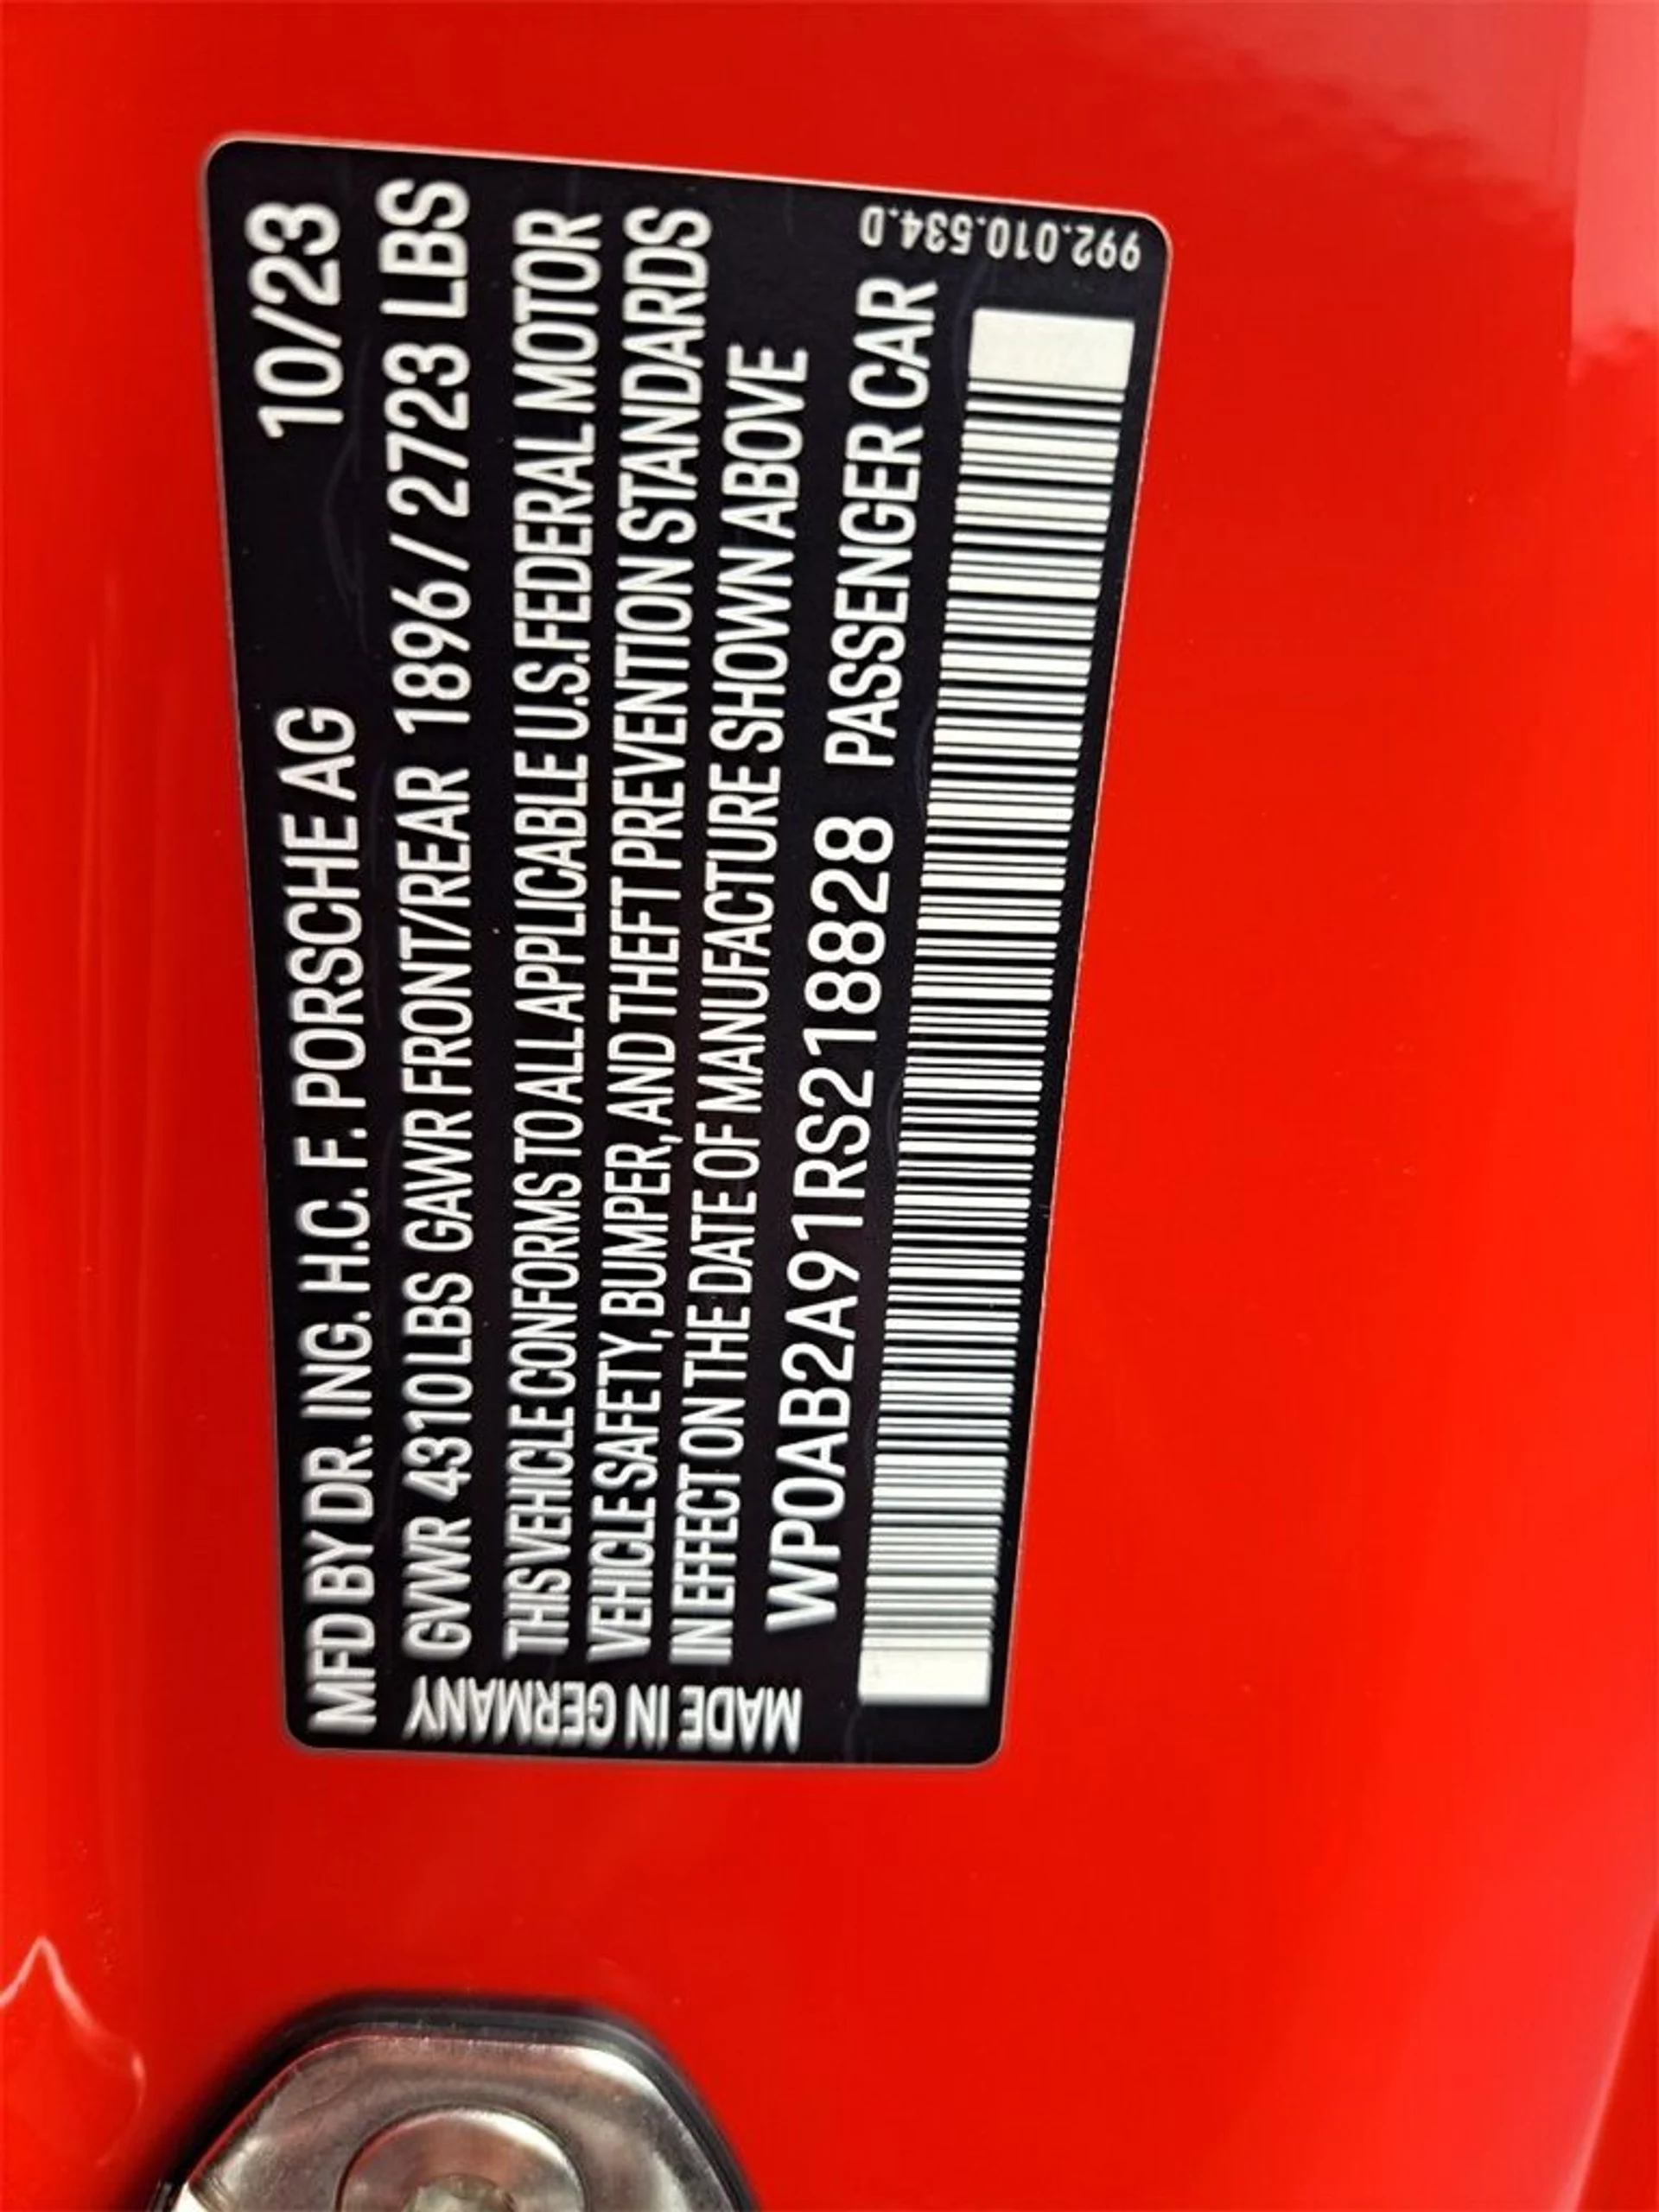 MFD BY DR. ING. H.C. F. PORSCHE AG 10/23
GVWR 4310LBS GAWR FRONT/REAR 1896 / 2723 LBS
THIS VEHICLE CONFORMS TO ALL APPLICABLE U.S.FEDERAL MOTOR
VEHICLE SAFETY, BUMPER, AND THEFT PREVENTION STANDARDS
IN EFFECT ON THE DATE OF MANUFACTURE SHOWN ABOVE
WP0AB2A91RS218828 PASSENGER CAR
MADE IN GERMANY
992.010.534.D